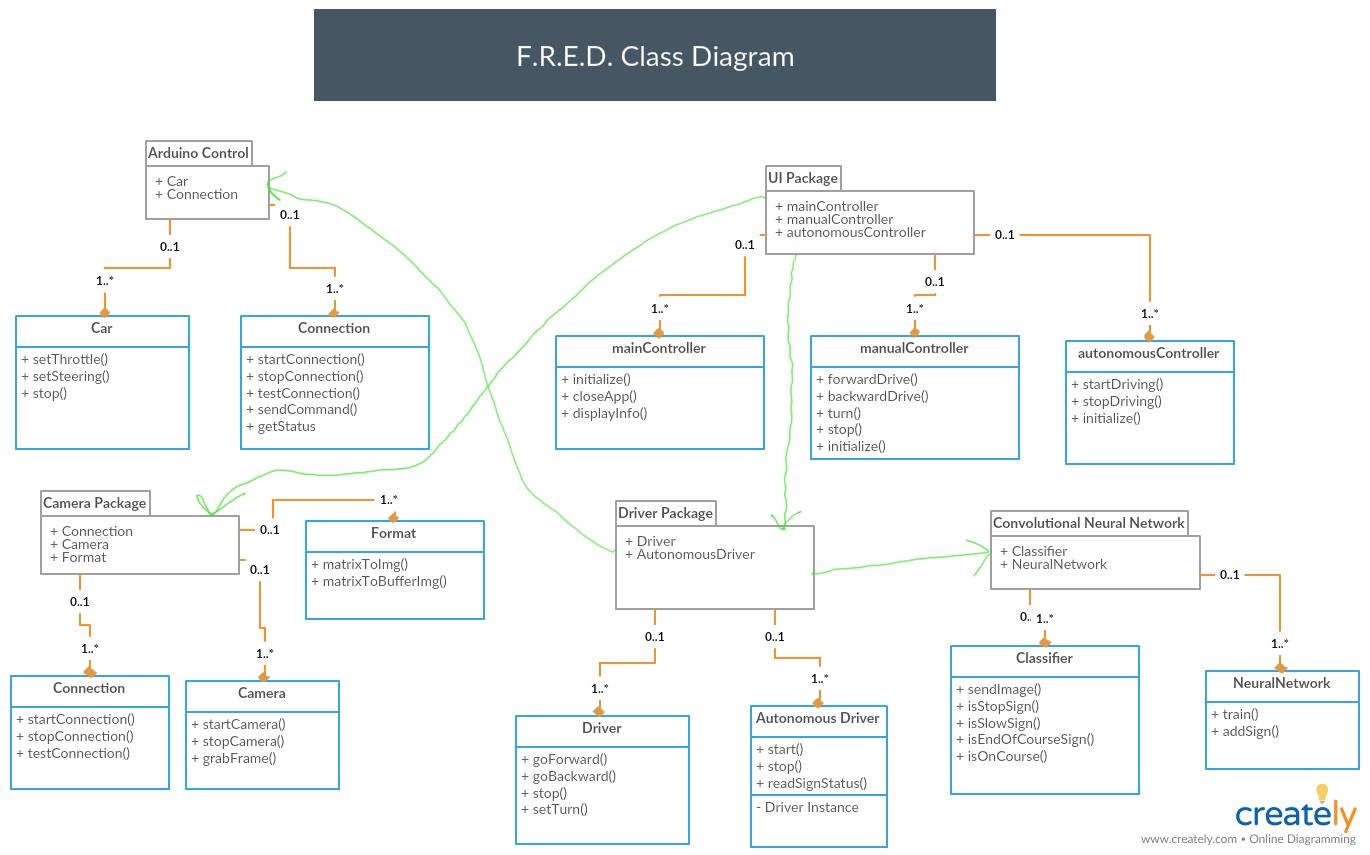 F.R.E.D. Class Diagram
Arduino Control
+ Car
+ Connection
0..1
0..1
1..*
1..*
Car
+ setThrottle()
+ setSteering()
+ stop()
Connection
+ startConnection()
+ stopConnection()
+ testConnection()
+ sendCommand()
+ getStatus
UI Package
+ mainController
+ manualController
+ autonomousController
0..1
0..1
0..1
1..*
1..*
1..*
mainController
+ initialize()
+ closeApp()
+ displayInfo()
manualController
+ forwardDrive()
+ backwardDrive()
+ turn()
+ stop()
+ initialize()
autonomousController
+ startDriving()
+ stopDriving()
+ initialize()
Camera Package
+ Connection
+ Camera
+ Format
0..1
1..*
0..1
0..1
1..*
1..*
Format
+ matrixToImg()
+ matrixToBufferImg()
Connection
+ startConnection()
+ stopConnection()
+ testConnection()
Camera
+ startCamera()
+ stopCamera()
+ grabFrame()
Driver Package
+ Driver
+ AutonomousDriver
0..1
0..1
1..*
1..*
Driver
+ goForward()
+ goBackward()
+ stop()
+ setTurn()
Autonomous Driver
+ start()
+ stop()
+ readSignStatus()
- Driver Instance
Convolutional Neural Network
+ Classifier
+ NeuralNetwork
0..1
0..
1..*
1..*
Classifier
+ sendImage()
+ isStopSign()
+ isSlowSign()
+ isEndOfCourseSign()
+ isOnCourse()
NeuralNetwork
+ train()
+ addSign()
creately
www.creately.com • Online Diagramming